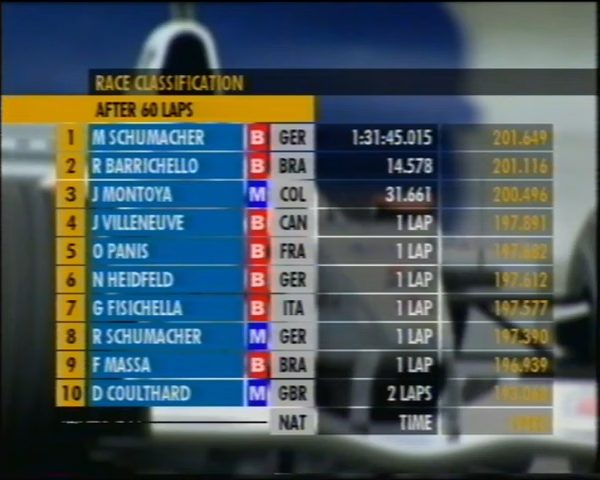 RACE CLASSIFICATION
AFTER 60 LAPS
1 M SCHUMACHER B GER 1:31:45.015 201.649
2 R BARRICHELLO B BRA 14.578 201.116
3 J MONTOYA M COL 31.661 200.496
4 J VILLENEUVE B CAN 1 LAP 197.891
5 O PANIS B FRA 1 LAP 197.882
6 N HEIDFELD B GER 1 LAP 197.612
7 G FISICHELLA B ITA 1 LAP 197.577
8 R SCHUMACHER M GER 1 LAP 197.390
9 F MASSA B BRA 1 LAP 196.939
10 D COULTHARD M GBR 2 LAPS
NAT TIME